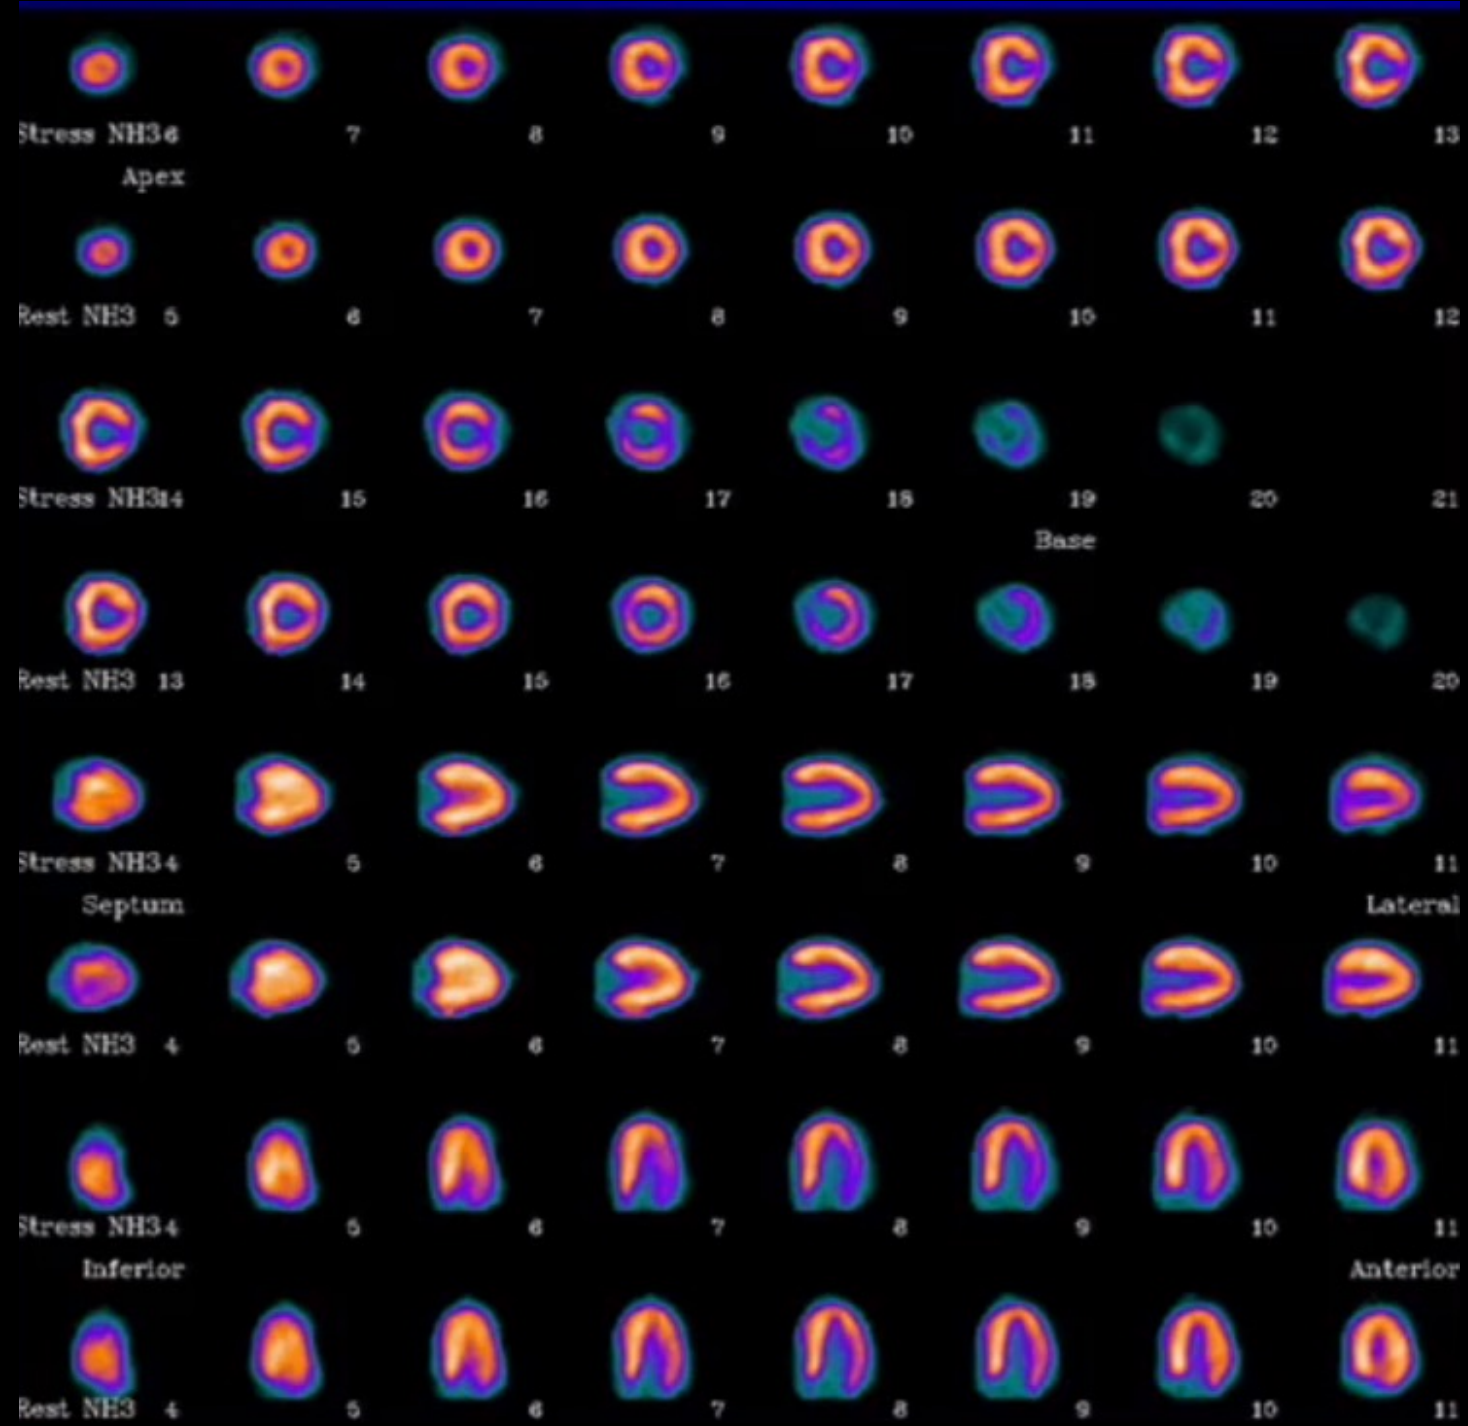 Stress NH3 6 7 8 9 10 11 12 13
Apex
Rest NH3 5 6 7 8 9 10 11 12
Stress NH3 14 15 16 17 18 19 20 21
Base
Rest NH3 13 14 15 16 17 18 19 20
Stress NH3 4 5 6 7 8 9 10 11
Septum Lateral
Rest NH3 4 5 6 7 8 9 10 11
Stress NH3 4 5 6 7 8 9 10 11
Inferior Anterior
Rest NH3 4 5 6 7 8 9 10 11